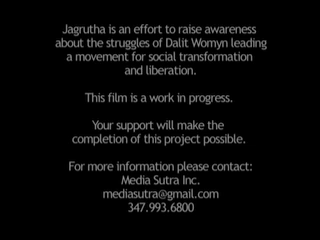 Jagrutha is an effort to raise awareness
about the struggles of Dalit Womyn leading
a movement for social transformation
and liberation.
This film is a work in progress.
Your support will make the
completion of this project possible.
For more information please contact:
Media Sutra Inc.
mediasutra@gmail.com
347.993.6800